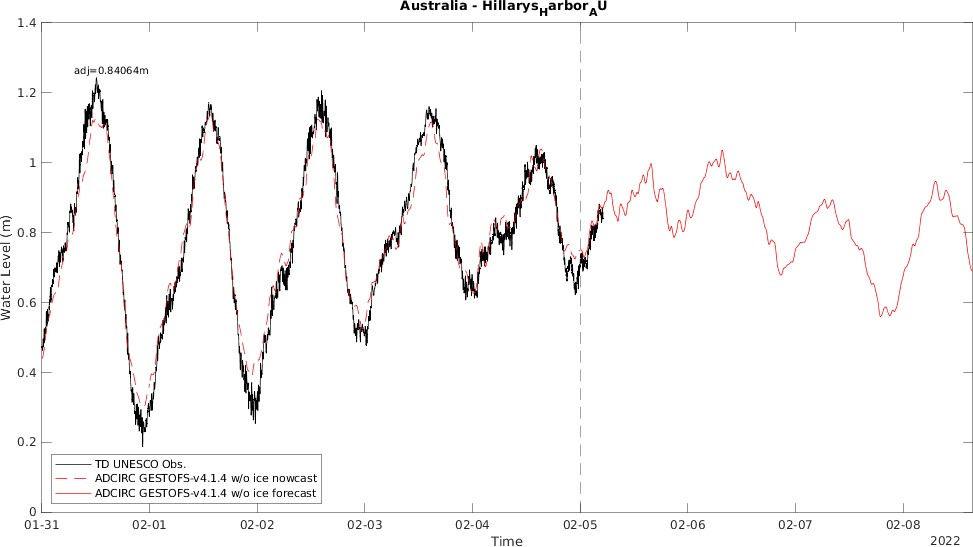 Australia - HillarysHarborAU
adj=0.84064m
1.4
1.2
1
0.8
0.6
0.4
0.2
0
Water Level (m)
TD UNESCO Obs.
ADCIRC GESTOFS-v4.1.4 w/o ice nowcast
ADCIRC GESTOFS-v4.1.4 w/o ice forecast
01-31 02-01 02-02 02-03 02-04 02-05 02-06 02-07 02-08
Time
2022